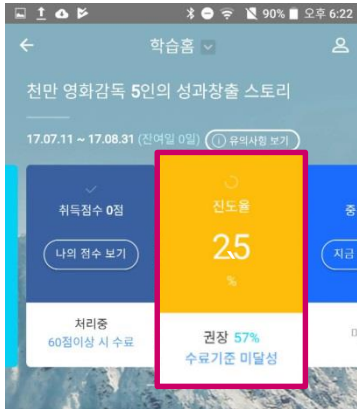 90% 오후 6:22
학습홈
천만 영화감독 5인의 성과창출 스토리
17.07.11 ~ 17.08.31 (잔여일 0일) ⓘ 유의사항 보기
취득점수 0점
나의 점수 보기
처리중
60점이상 시 수료
진도율
2.5
%
권장 57%
수료기준 미달성
중
지금